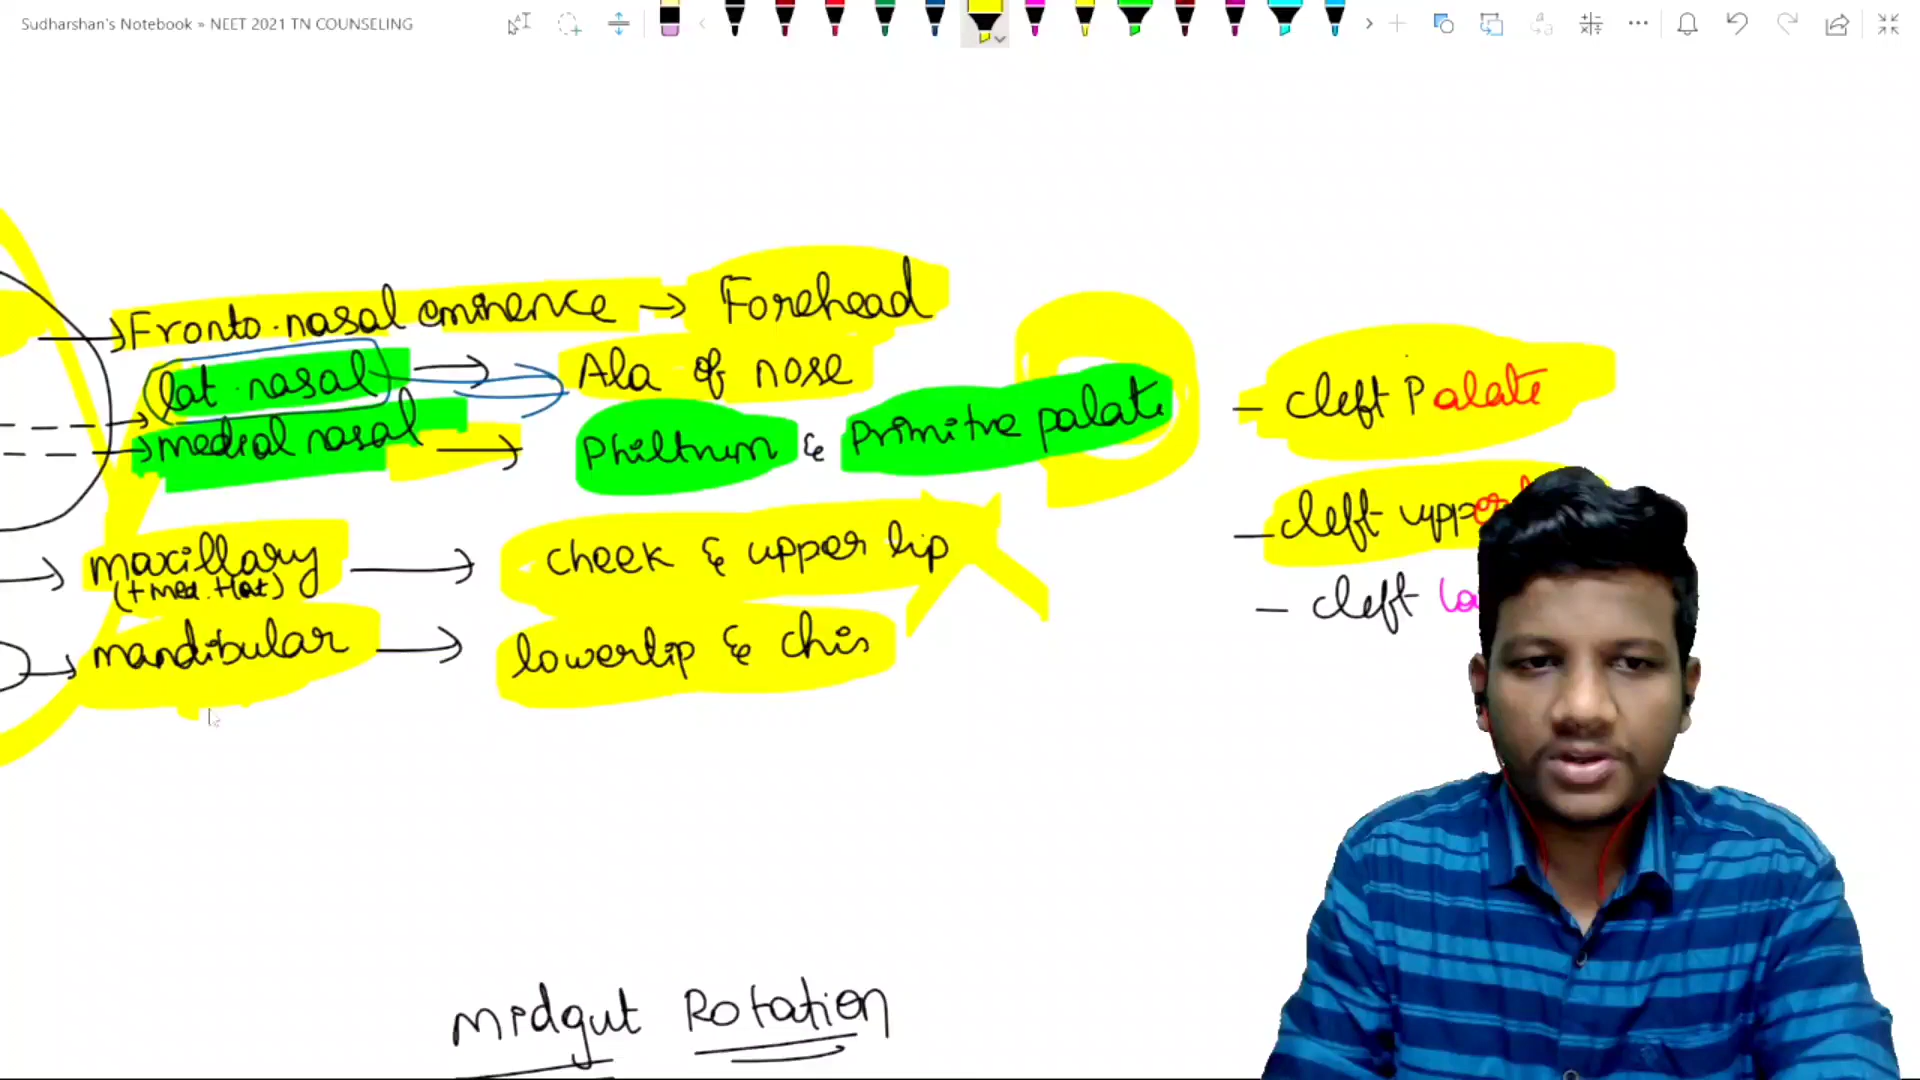 Sudharshan's Notebook » NEET 2021 TN COUNSELING
Fronto-nasal eminence → Forehead
lat. nasal → Ala of nose
medial nasal → Philtrum & Primitive palate
maxillary → cheek & upper lip
(+ med. + lat)
mandibular → lowerlip & chin
- cleft Palate
- cleft upper
- cleft
Midgut Rotation